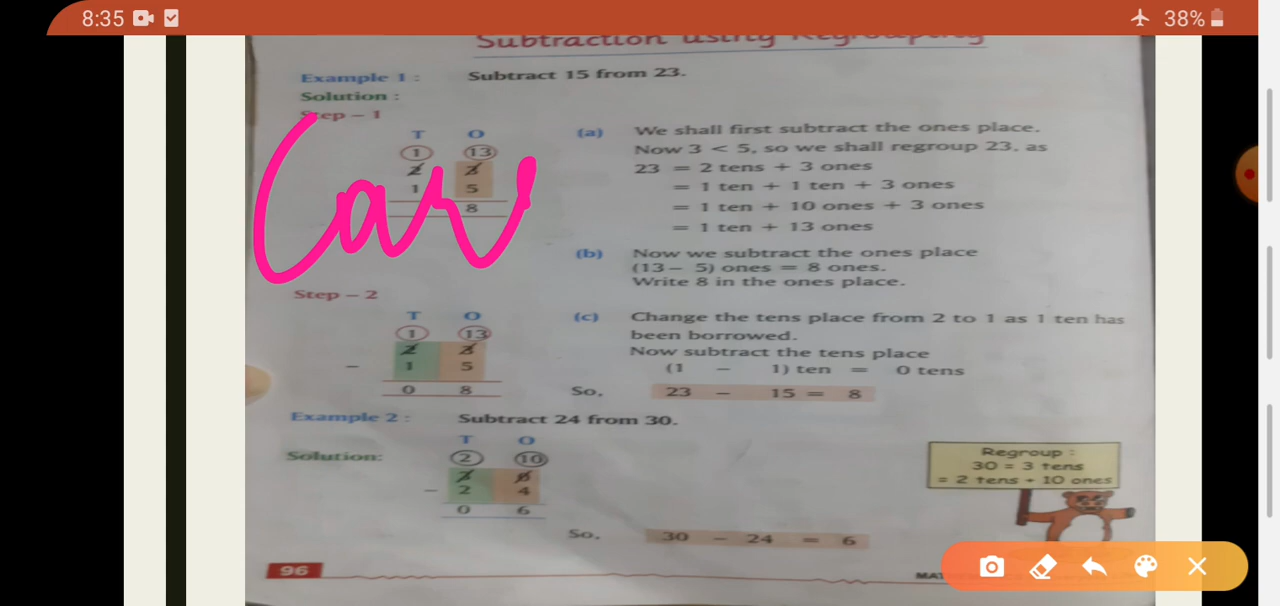 8:35
38%
Subtraction using Regrouping
Example 1 : Subtract 15 from 23.
Solution :
Step – 1
T O
1 13
2 3
1 5
8
(a) We shall first subtract the ones place.
Now 3 < 5, so we shall regroup 23, as
23 = 2 tens + 3 ones
= 1 ten + 1 ten + 3 ones
= 1 ten + 10 ones + 3 ones
= 1 ten + 13 ones
(b) Now we subtract the ones place
(13 – 5) ones = 8 ones.
Write 8 in the ones place.
Step – 2
T O
1 13
2 3
– 1 5
0 8
(c) Change the tens place from 2 to 1 as 1 ten has
been borrowed.
Now subtract the tens place
(1 – 1) ten = 0 tens
So, 23 – 15 = 8
Example 2 : Subtract 24 from 30.
Solution:
T O
2 10
3 0
– 2 4
0 6
So, 30 – 24 = 6
Regroup :
30 = 3 tens
= 2 tens + 10 ones
96